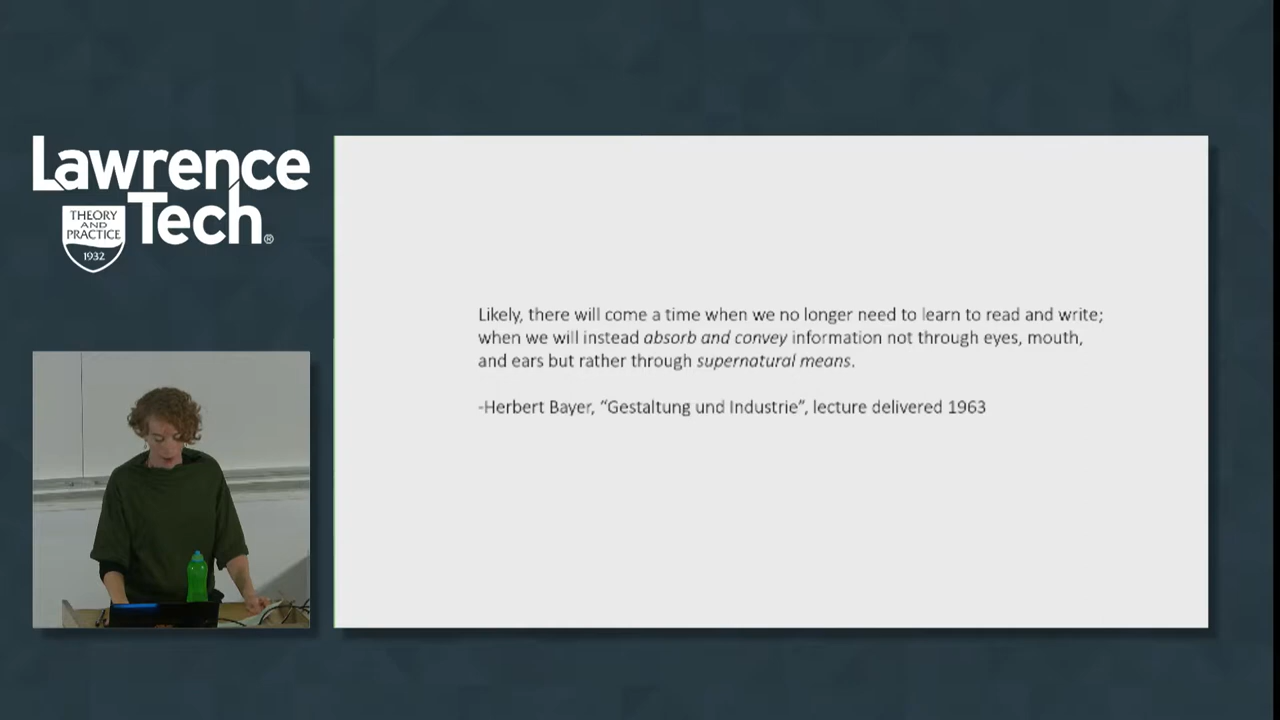 Lawrence
Tech®
THEORY
AND
PRACTICE
1932
Likely, there will come a time when we no longer need to learn to read and write;
when we will instead absorb and convey information not through eyes, mouth,
and ears but rather through supernatural means.
-Herbert Bayer, “Gestaltung und Industrie”, lecture delivered 1963